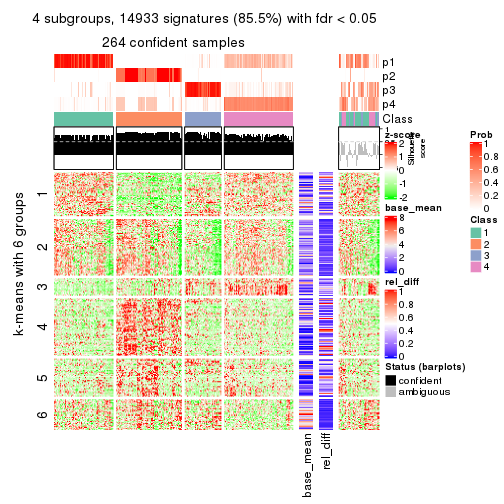 4 subgroups, 14933 signatures (85.5%) with fdr < 0.05
264 confident samples
p1
p2
p3
p4
Class
1
Silhouette
score
z-score
2
1
0
-1
-2
Prob
1
0.8
0.6
0.4
0.2
0
base_mean
8
6
4
2
0
Class
1
2
3
4
rel_diff
1
0.8
0.6
0.4
0.2
0
Status (barplots)
confident
ambiguous
k-means with 6 groups
1
2
3
4
5
6
base_mean
rel_diff